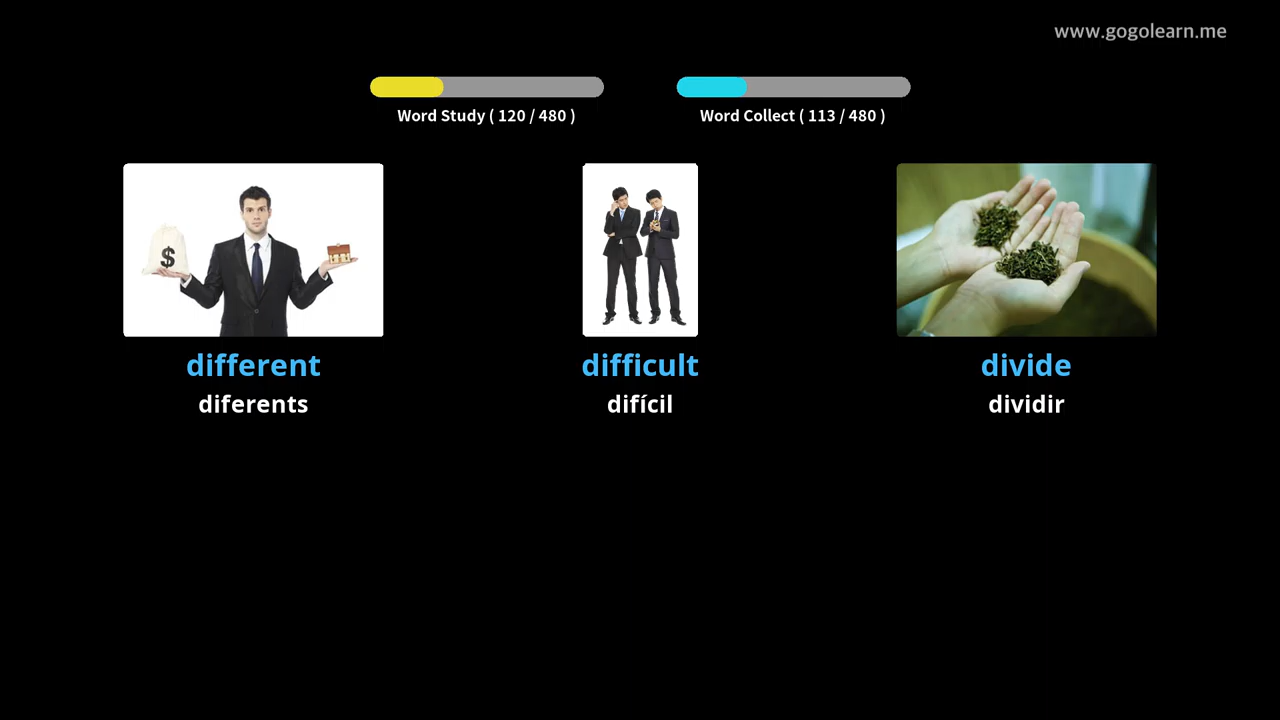 www.gogolearn.me
Word Study ( 120 / 480 )
Word Collect ( 113 / 480 )
$
different
difficult
divide
diferents
difícil
dividir